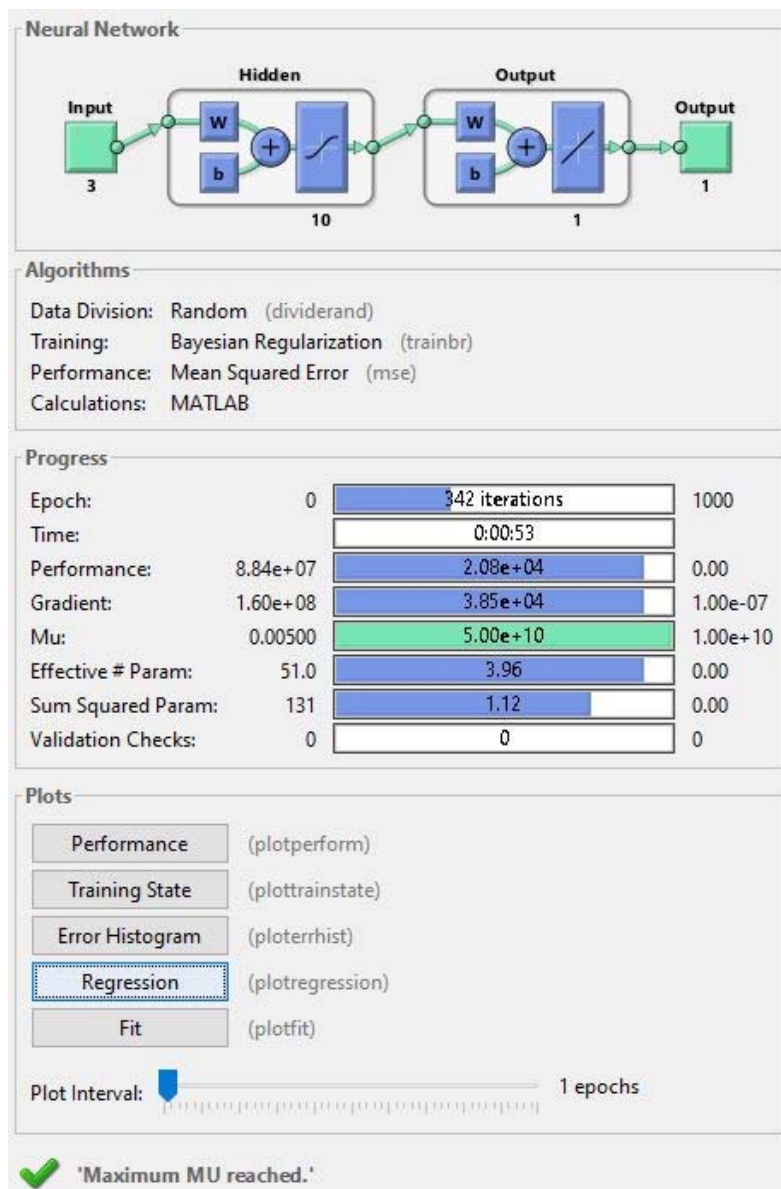 Neural Network
Hidden
Output
Input
Output
W
W
+
+
b
b
3
1
10
1
Algorithms
Data Division: Random (dividerand)
Training: Bayesian Regularization (trainbr)
Performance: Mean Squared Error (mse)
Calculations: MATLAB
Progress
Epoch: 0 342 iterations 1000
Time: 0:00:53
Performance: 8.84e+07 2.08e+04 0.00
Gradient: 1.60e+08 3.85e+04 1.00e-07
Mu: 0.00500 5.00e+10 1.00e+10
Effective # Param: 51.0 3.96 0.00
Sum Squared Param: 131 1.12 0.00
Validation Checks: 0 0 0
Plots
Performance (plotperform)
Training State (plottrainstate)
Error Histogram (ploterrhist)
Regression (plotregression)
Fit (plotfit)
Plot Interval: 1 epochs
'Maximum MU reached.'